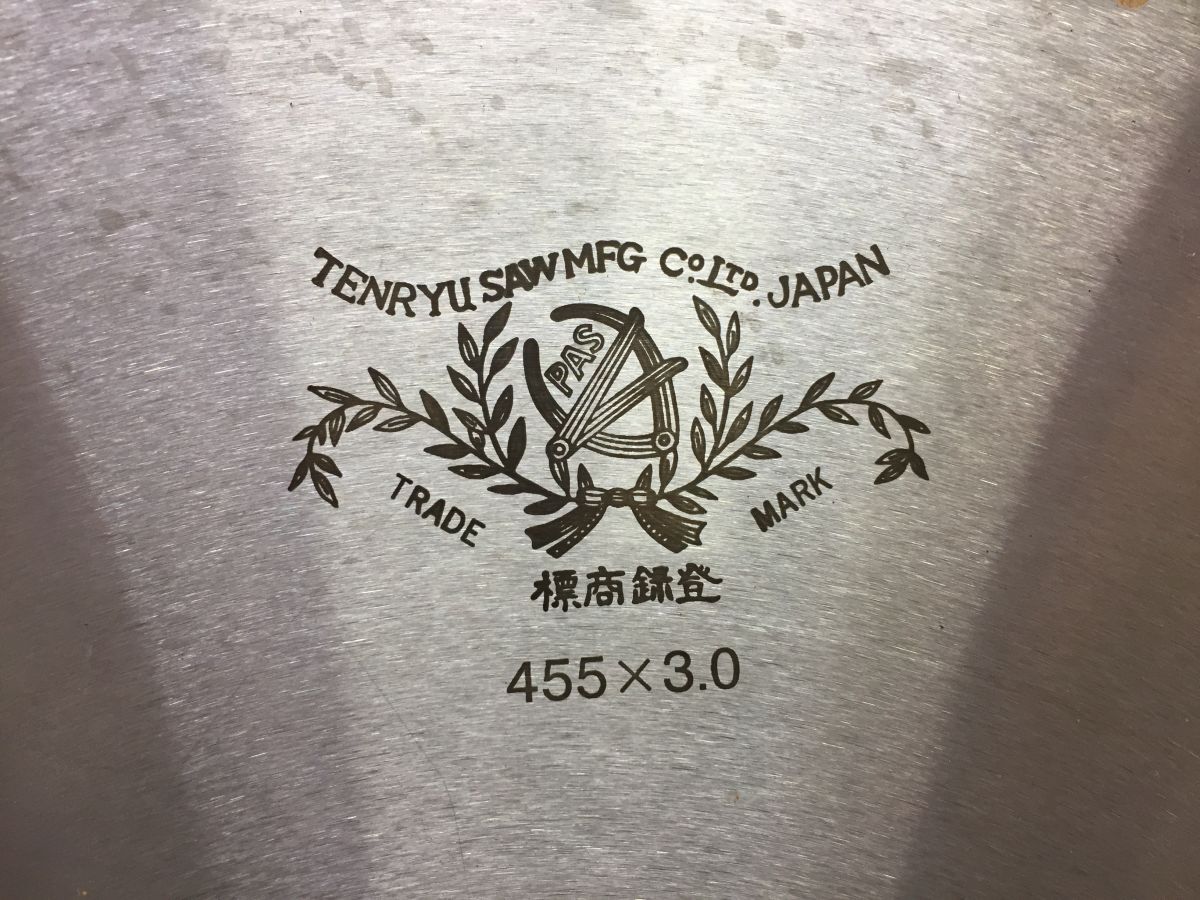 TENRYU SAW MFG Co. LTD. JAPAN
PAS
TRADE MARK
標商録登
455×3.0